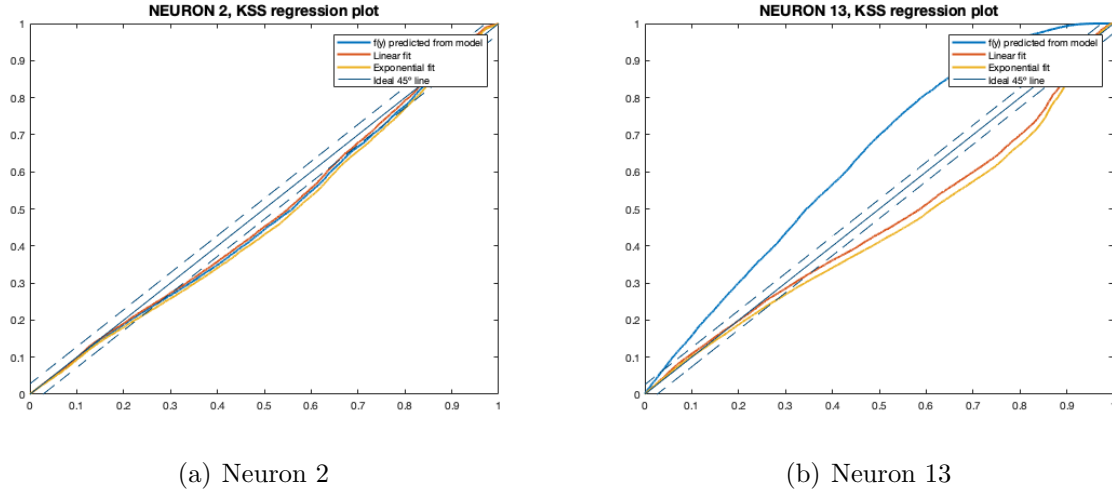 NEURON 2, KSS regression plot
1
0.9
0.8
0.7
0.6
0.5
0.4
0.3
0.2
0.1
0
0 0.1 0.2 0.3 0.4 0.5 0.6 0.7 0.8 0.9 1
f(y) predicted from model
Linear fit
Exponential fit
Ideal 45º line
(a) Neuron 2
NEURON 13, KSS regression plot
1
0.9
0.8
0.7
0.6
0.5
0.4
0.3
0.2
0.1
0
0 0.1 0.2 0.3 0.4 0.5 0.6 0.7 0.8 0.9 1
f(y) predicted from model
Linear fit
Exponential fit
Ideal 45º line
(b) Neuron 13